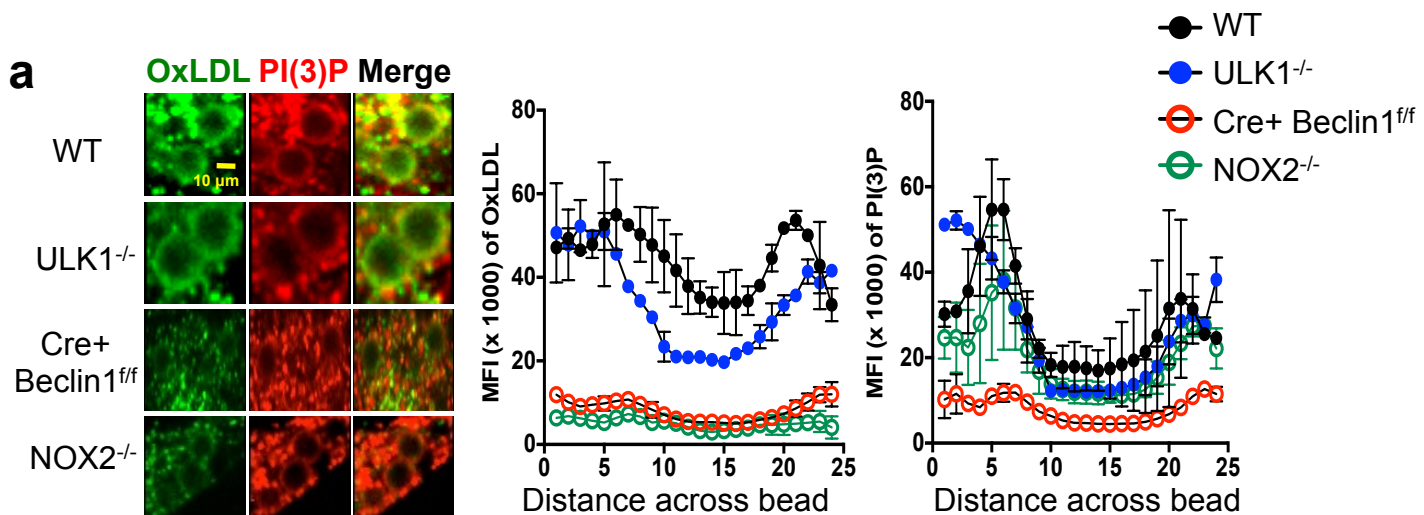 a
OxLDL PI(3)P Merge
WT
10 µm
ULK1-/-
Cre+
Beclin1f/f
NOX2-/-
MFI (x 1000) of OxLDL
80
60
40
20
0
0 5 10 15 20 25
Distance across bead
MFI (x 1000) of PI(3)P
80
60
40
20
0
0 5 10 15 20 25
Distance across bead
WT
ULK1-/-
Cre+ Beclin1f/f
NOX2-/-